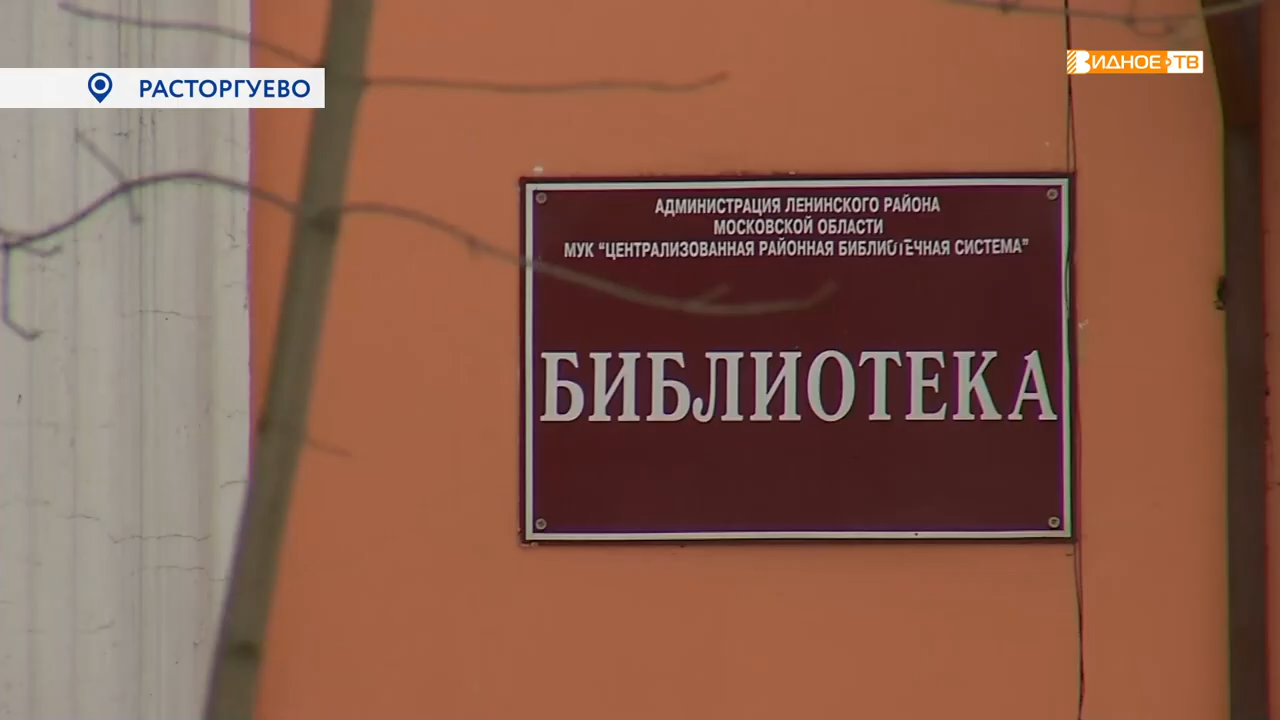 РАСТОРГУЕВО
ВИДНОЕ ТВ
АДМИНИСТРАЦИЯ ЛЕНИНСКОГО РАЙОНА
МОСКОВСКОЙ ОБЛАСТИ
МУК "ЦЕНТРАЛИЗОВАННАЯ РАЙОННАЯ БИБЛИОТЕЧНАЯ СИСТЕМА"
БИБЛИОТЕКА